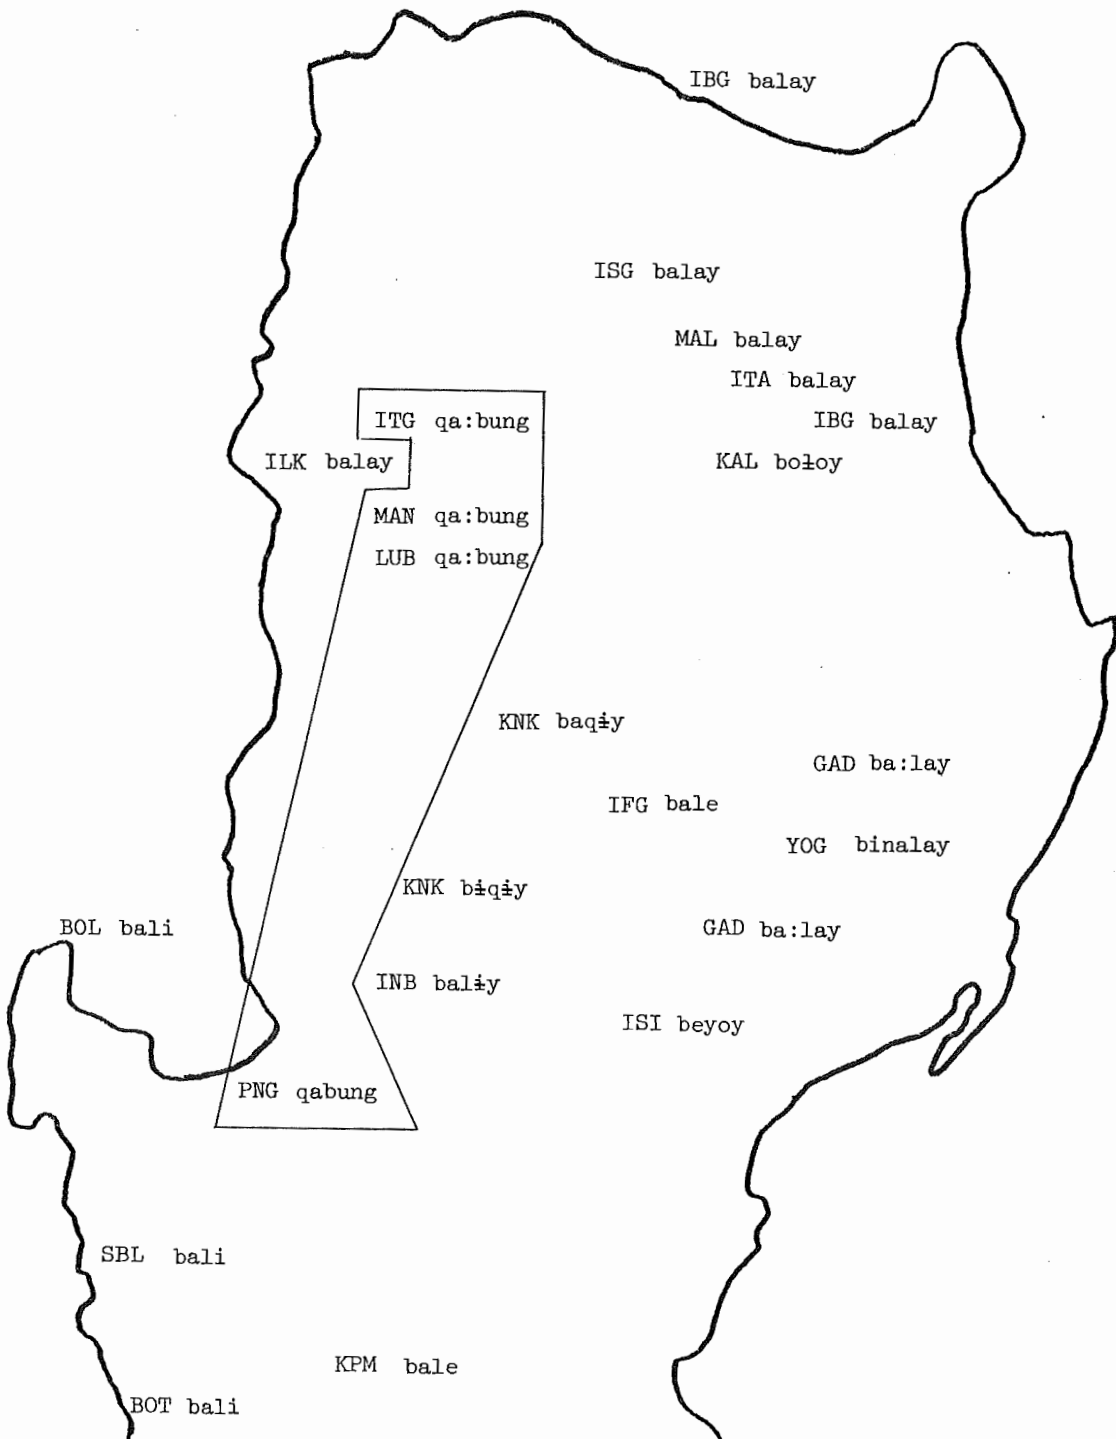 IBG balay
ISG balay
MAL balay
ITA balay
ITG qa:bung
IBG balay
ILK balay
KAL boɫoy
MAN qa:bung
LUB qa:bung
KNK baqɨy
GAD ba:lay
IFG bale
YOG binalay
KNK bɨqɨy
BOL bali
GAD ba:lay
INB balɨy
ISI beyoy
PNG qabung
SBL bali
KPM bale
BOT bali